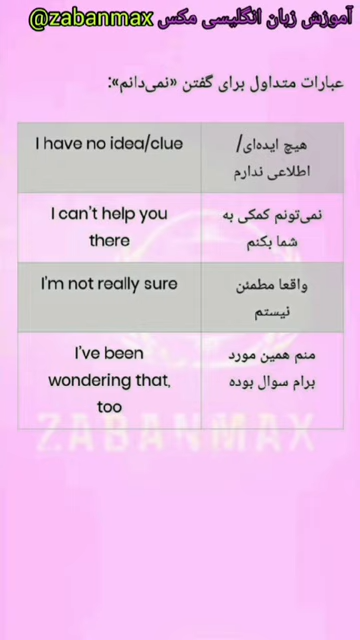 آموزش زبان انگلیسی مکس @zabanmax
عبارات متداول برای گفتن «نمی‌دانم»:
I have no idea/clue
هیچ ایده‌ای/
اطلاعی ندارم
I can't help you
there
نمی‌تونم کمکی به
شما بکنم
I'm not really sure
واقعا مطمئن
نیستم
I've been
wondering that,
too
منم همین مورد
برام سوال بوده
ZABANMAX